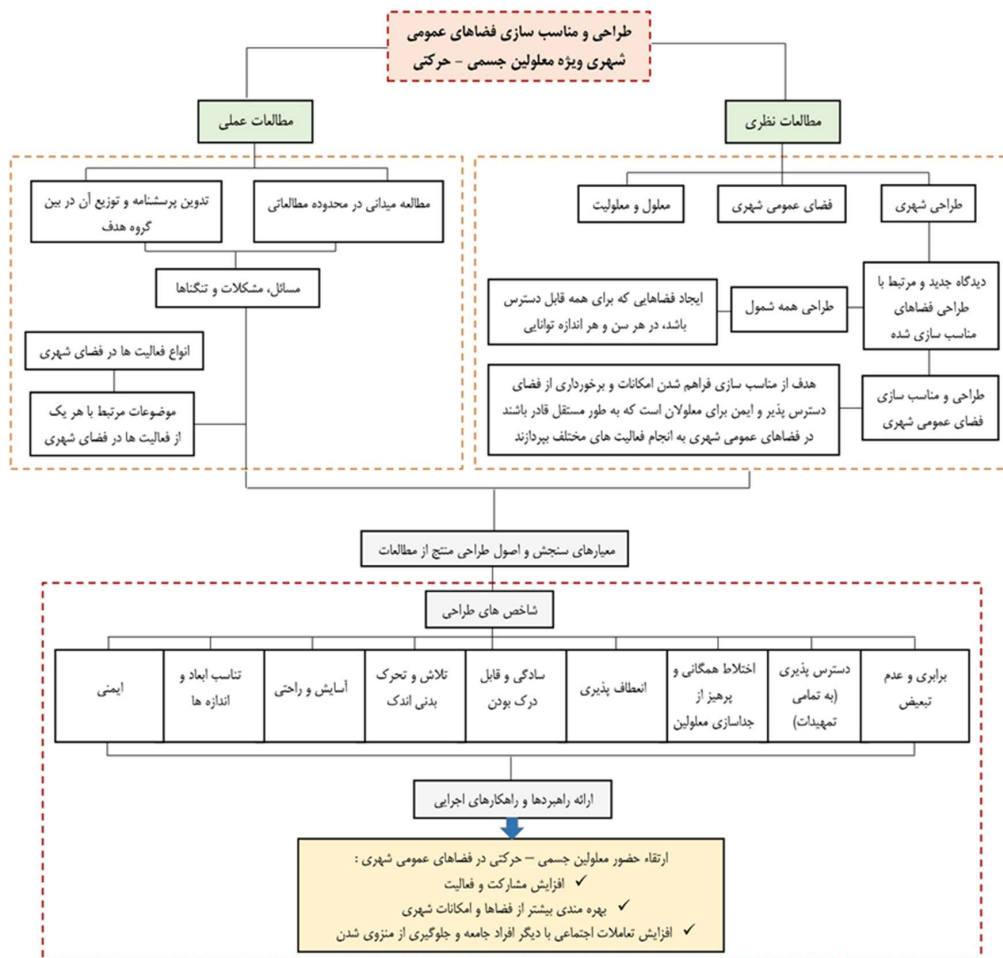 طراحی و مناسب سازی فضاهای عمومی
شهری ویژه معلولین جسمی – حرکتی
مطالعات نظری
مطالعات عملی
طراحی شهری
فضای عمومی شهری
معلول و معلولیت
دیدگاه جدید و مرتبط با
طراحی فضاهای
مناسب سازی شده
طراحی همه شمول
ایجاد فضاهایی که برای همه قابل دسترس
باشد، در هر سن و هر اندازه توانایی
طراحی و مناسب سازی
فضای عمومی شهری
هدف از مناسب سازی فراهم شدن امکانات و برخورداری از فضای
دسترس پذیر و ایمن برای معلولان است که به طور مستقل قادر باشند
در فضاهای عمومی شهری به انجام فعالیت های مختلف بپردازند
مطالعه میدانی در محدوده مطالعاتی
تدوین پرسشنامه و توزیع آن در بین
گروه هدف
مسائل، مشکلات و تنگناها
انواع فعالیت ها در فضای شهری
موضوعات مرتبط با هر یک
از فعالیت ها در فضای شهری
معیارهای سنجش و اصول طراحی منتج از مطالعات
شاخص های طراحی
برابری و عدم
تبعیض
دسترس پذیری
(به تمامی
تمهیدات)
اختلاط همگانی و
پرهیز از
جداسازی معلولین
انعطاف پذیری
سادگی و قابل
درک بودن
تلاش و تحرک
بدنی اندک
آسایش و راحتی
تناسب ابعاد و
اندازه ها
ایمنی
ارائه راهبردها و راهکارهای اجرایی
ارتقاء حضور معلولین جسمی – حرکتی در فضاهای عمومی شهری :
✓ افزایش مشارکت و فعالیت
✓ بهره مندی بیشتر از فضاها و امکانات شهری
✓ افزایش تعاملات اجتماعی با دیگر افراد جامعه و جلوگیری از منزوی شدن